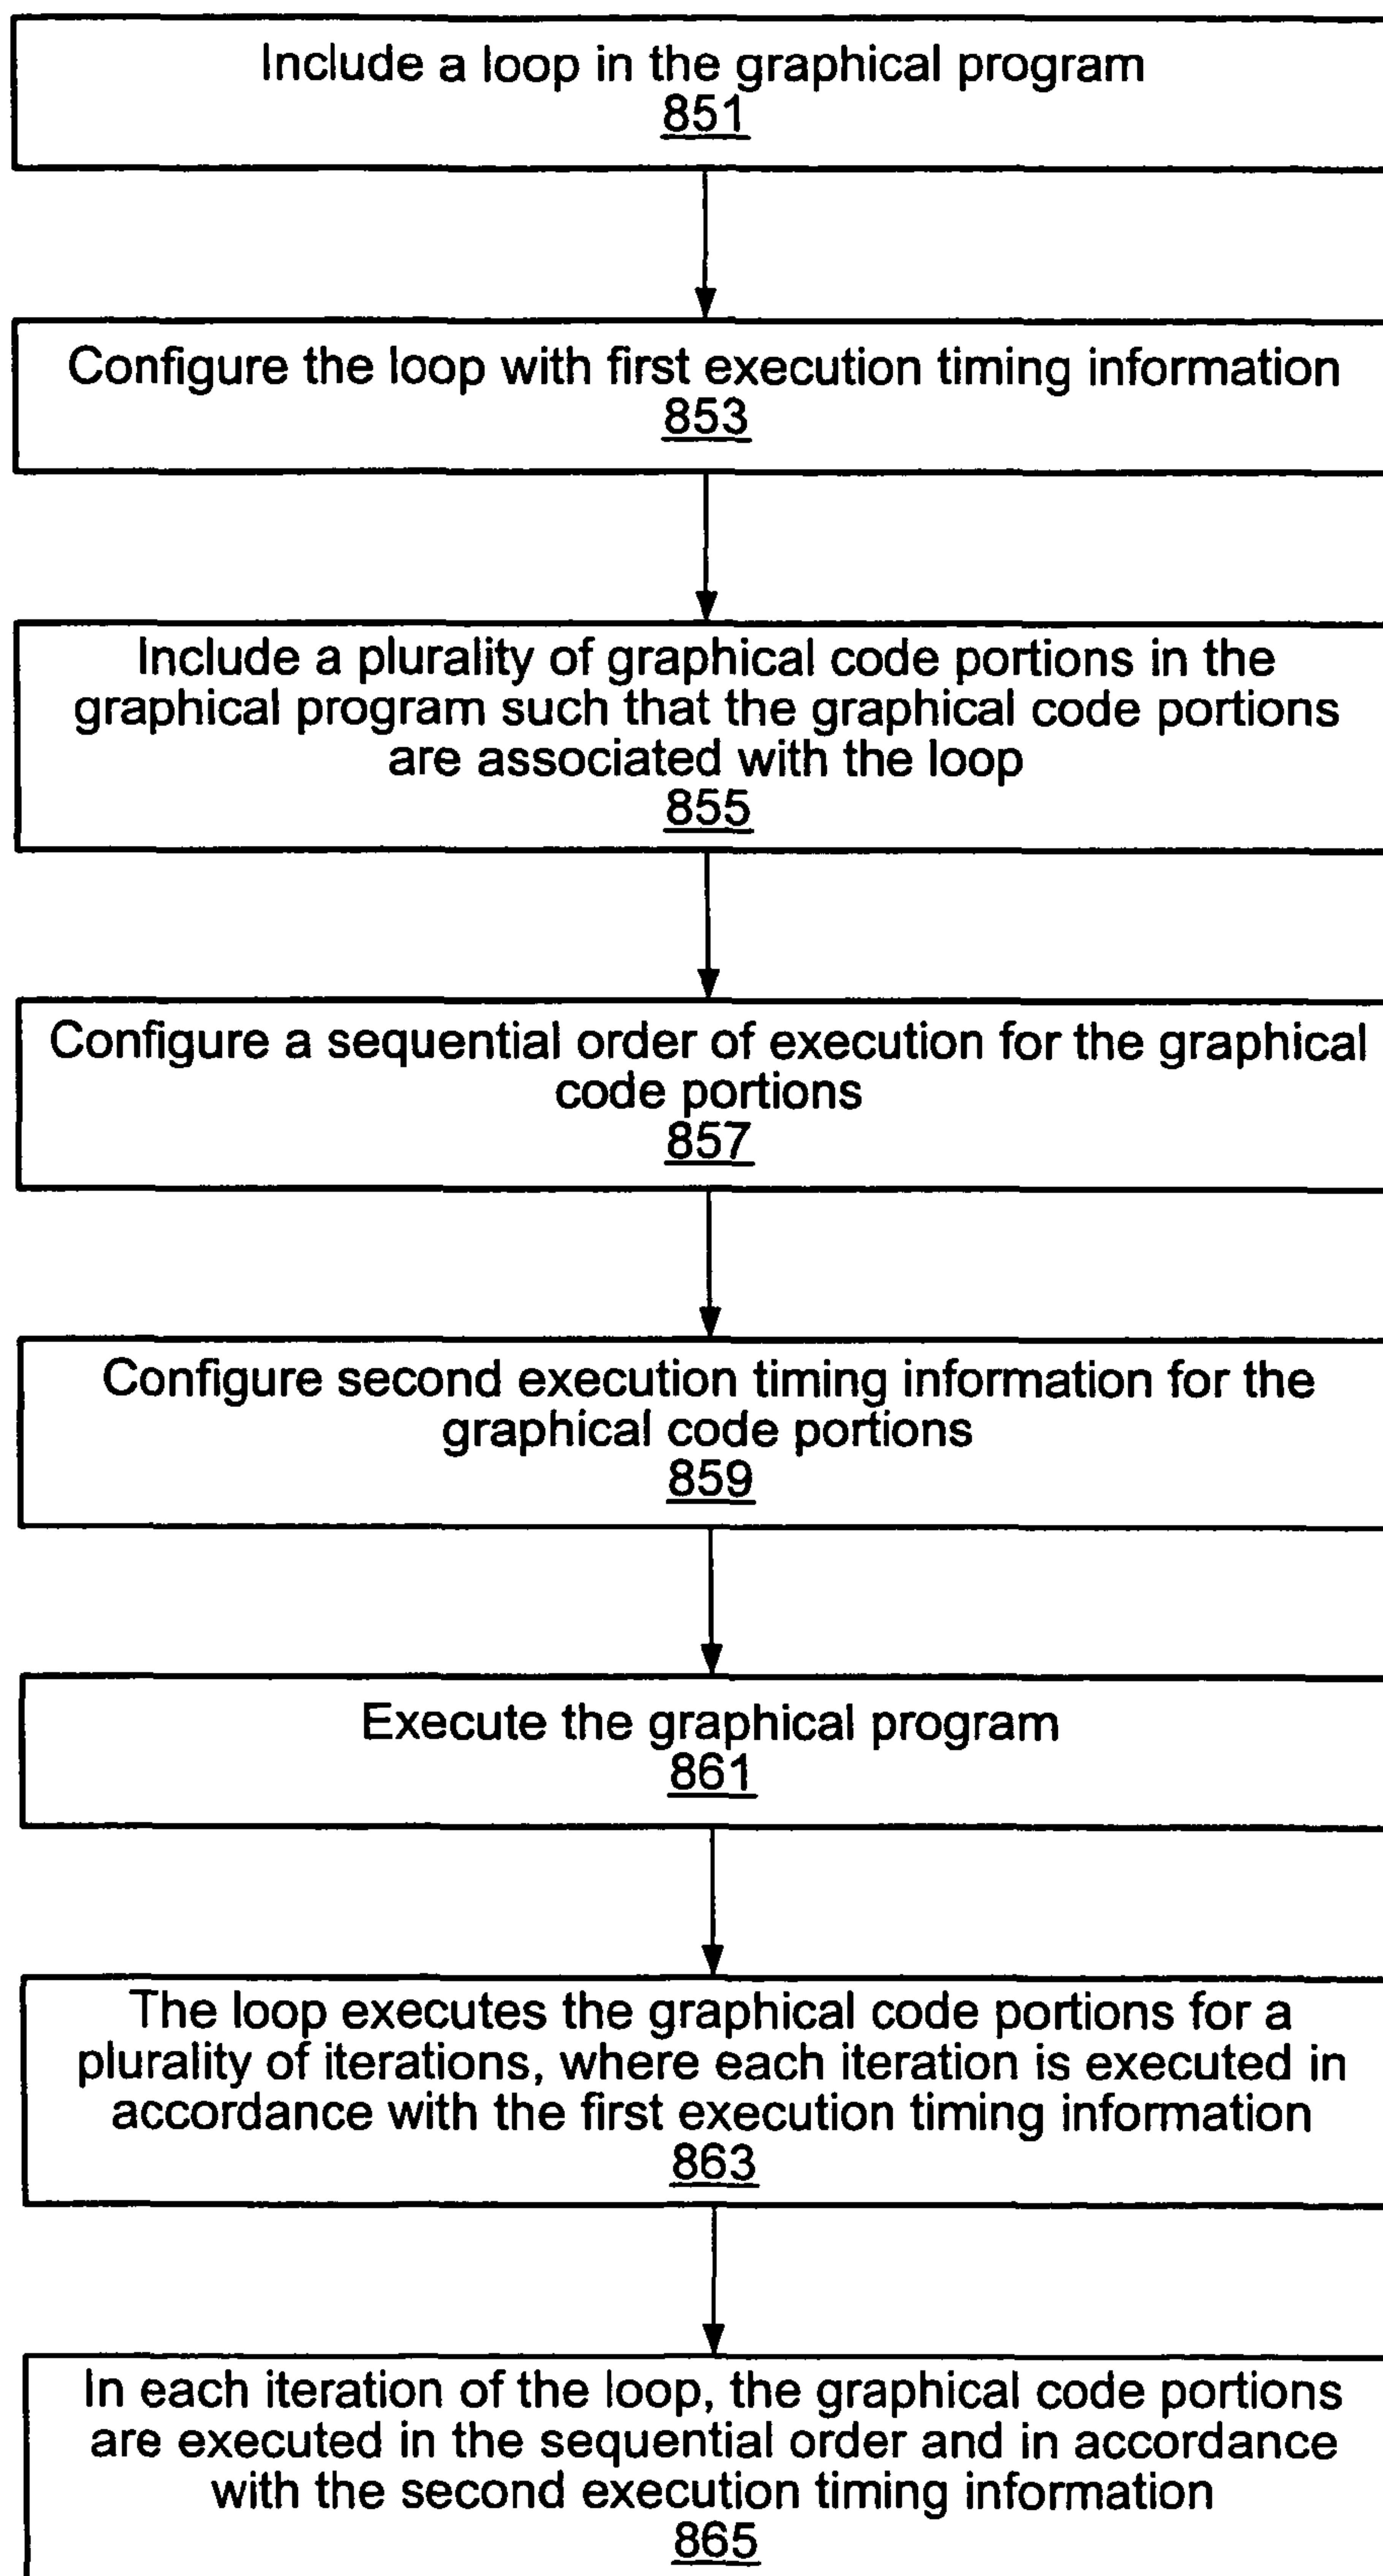 Include a loop in the graphical program
851
Configure the loop with first execution timing information
853
Include a plurality of graphical code portions in the
graphical program such that the graphical code portions
are associated with the loop
855
Configure a sequential order of execution for the graphical
code portions
857
Configure second execution timing information for the
graphical code portions
859
Execute the graphical program
861
The loop executes the graphical code portions for a
plurality of iterations, where each iteration is executed in
accordance with the first execution timing information
863
In each iteration of the loop, the graphical code portions
are executed in the sequential order and in accordance
with the second execution timing information
865